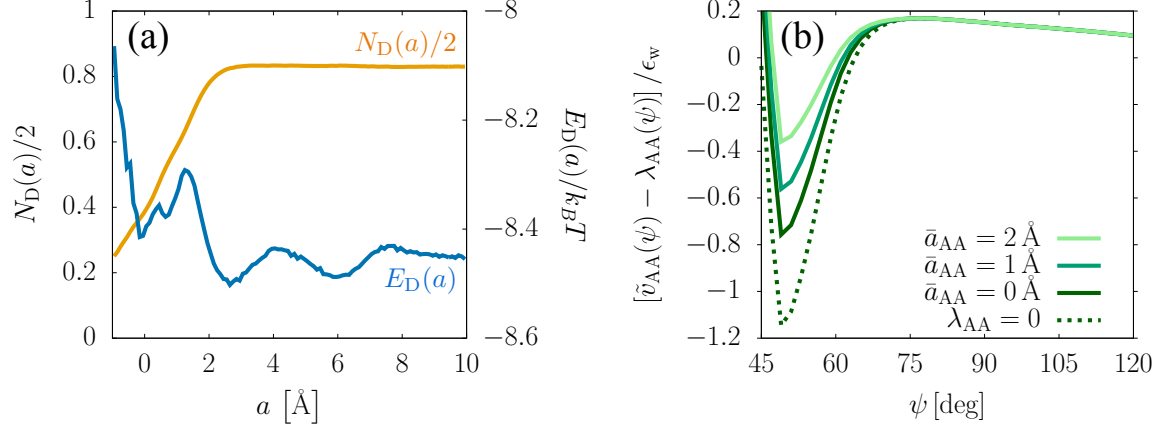 (a)
N_D(a)/2
E_D(a)
1
0.8
0.6
0.4
0.2
0
N_D(a)/2
0
2
4
6
8
10
a [Å]
−8
−8.2
−8.4
−8.6
E_D(a)/k_BT
(b)
0.2
0
−0.2
−0.4
−0.6
−0.8
−1
−1.2
[ṽ_AA(ψ) − λ_AA(ψ)] /ϵ_w
ā_AA = 2 Å
ā_AA = 1 Å
ā_AA = 0 Å
λ_AA = 0
45
60
75
90
105
120
ψ [deg]